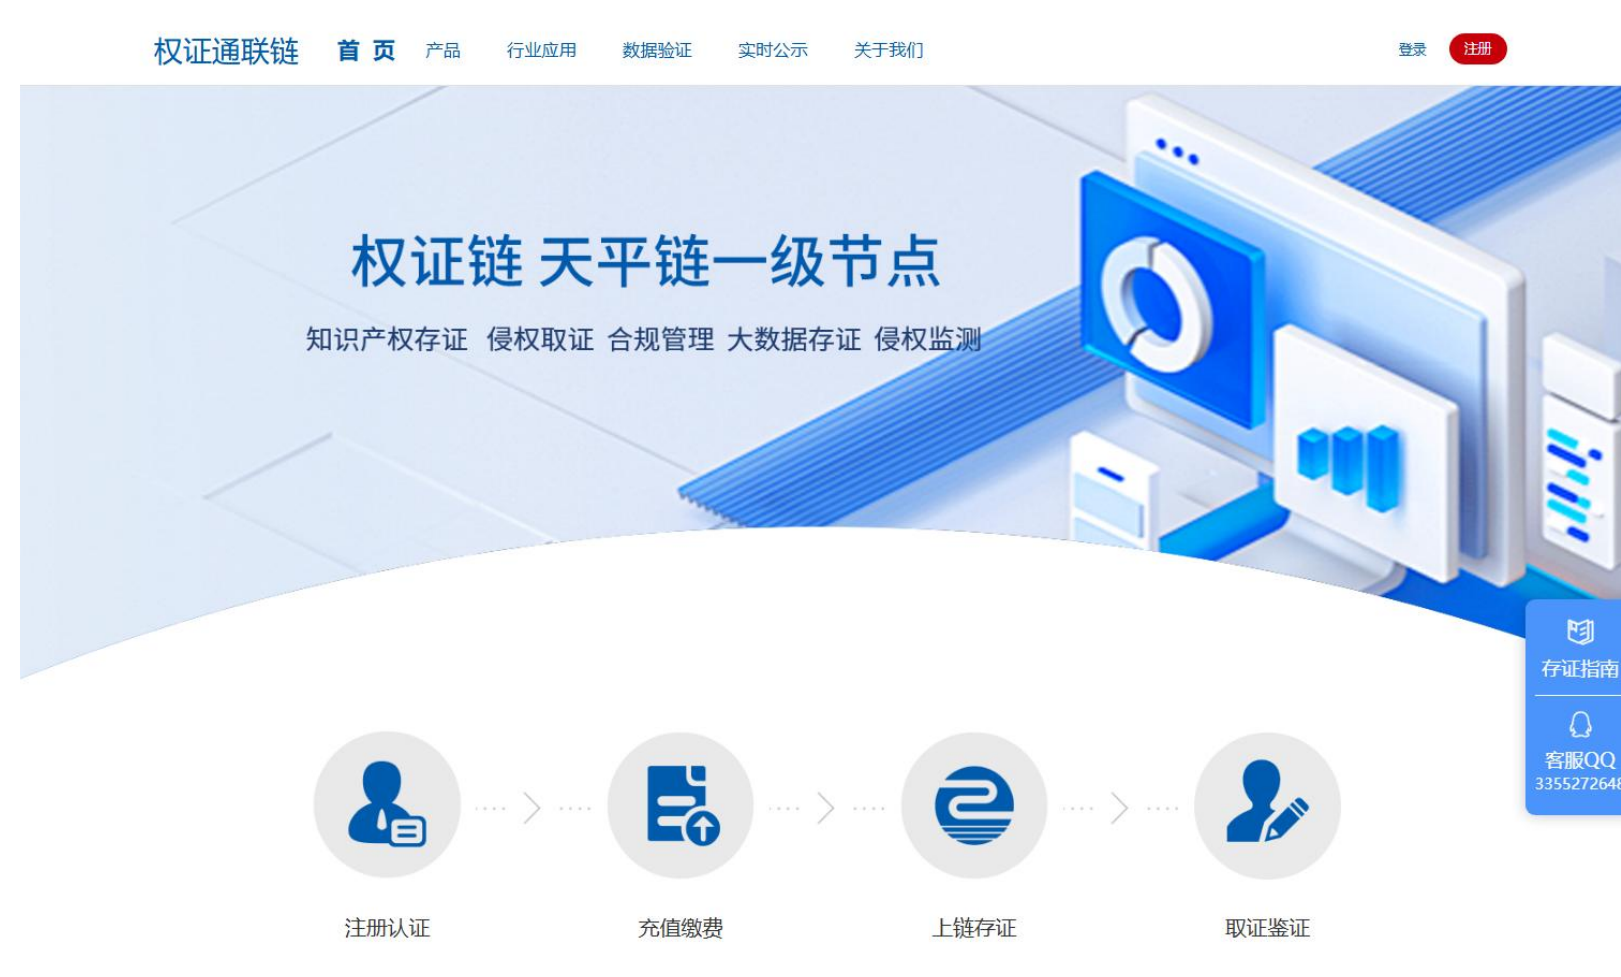 权证通联链 首 页 产品 行业应用 数据验证 实时公示 关于我们 登录 注册
权证链 天平链一级节点
知识产权存证 侵权取证 合规管理 大数据存证 侵权监测
存证指南
客服QQ
3355272648
注册认证 充值缴费 上链存证 取证鉴证